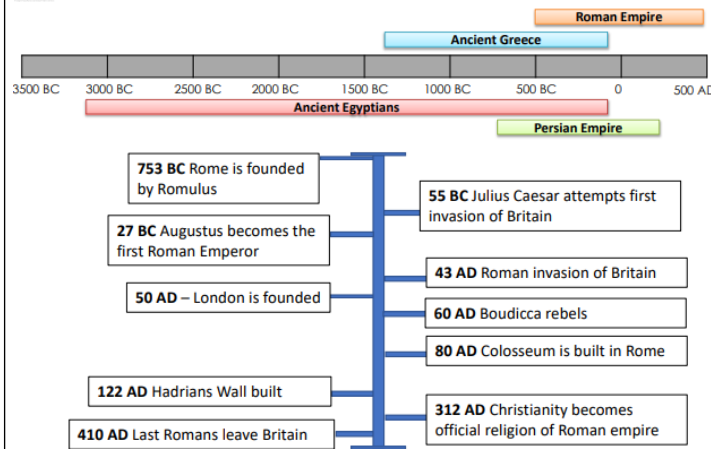 Roman Empire
Ancient Greece
3500 BC 3000 BC 2500 BC 2000 BC 1500 BC 1000 BC 500 BC 0 500 AD
Ancient Egyptians
Persian Empire
753 BC Rome is founded
by Romulus
55 BC Julius Caesar attempts first
invasion of Britain
27 BC Augustus becomes the
first Roman Emperor
43 AD Roman invasion of Britain
50 AD – London is founded
60 AD Boudicca rebels
80 AD Colosseum is built in Rome
122 AD Hadrians Wall built
312 AD Christianity becomes
official religion of Roman empire
410 AD Last Romans leave Britain